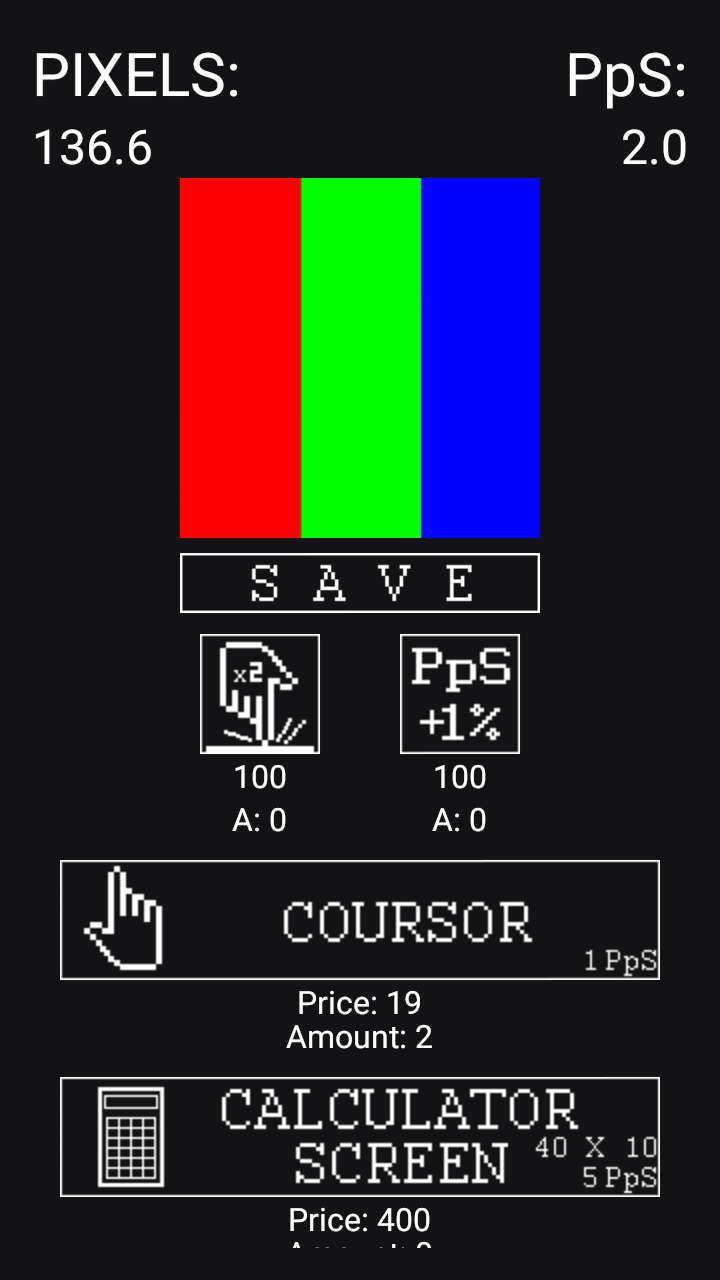 PIXELS: PpS:
136.6 2.0
S A V E
x2 PpS
+1%
100 100
A: 0 A: 0
COURSOR
1 PpS
Price: 19
Amount: 2
CALCULATOR
SCREEN 40 X 10
5 PpS
Price: 400